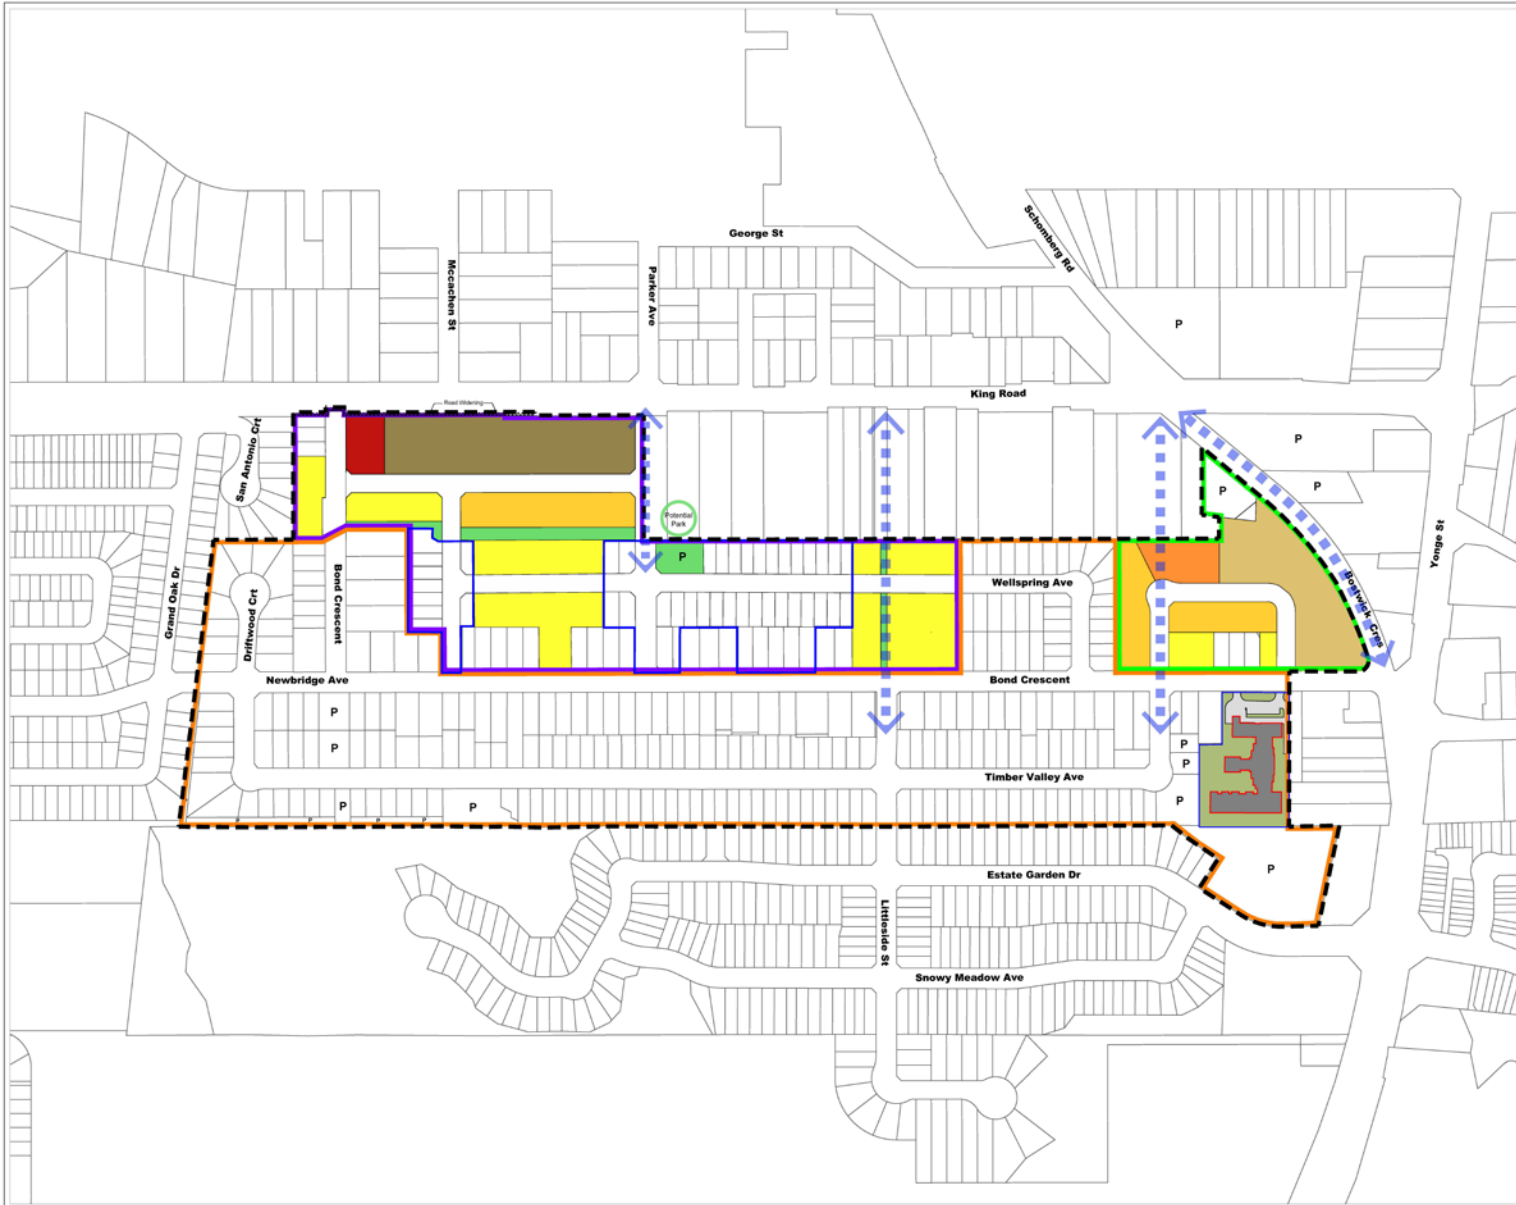 George St
Schomberg Rd
Mccachen St
Parker Ave
P
King Road
Road Widening
San Antonio Crt
P
P
P
Potential
Park
Yonge St
P
Wellspring Ave
Grand Oak Dr
Driftwood Crt
Bond Crescent
Bostwick Cres
Newbridge Ave
Bond Crescent
P
P
P
P
Timber Valley Ave
P
P
P
P
P
P
P
Estate Garden Dr
P
Littleside St
Snowy Meadow Ave